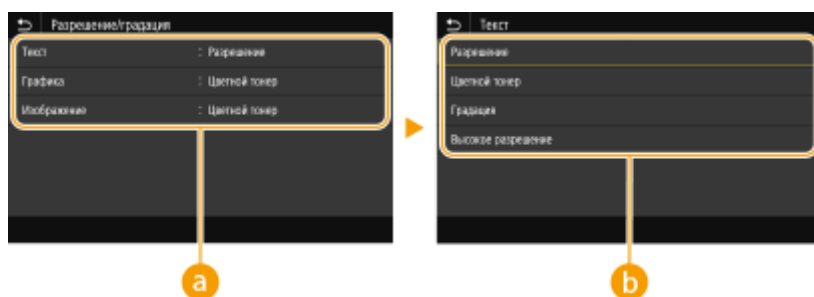 Разрешение/градация
Текст : Разрешение
Графика : Цветной тонер
Изображение : Цветной тонер
a
Текст
Разрешение
Цветной тонер
Градация
Высокое разрешение
b